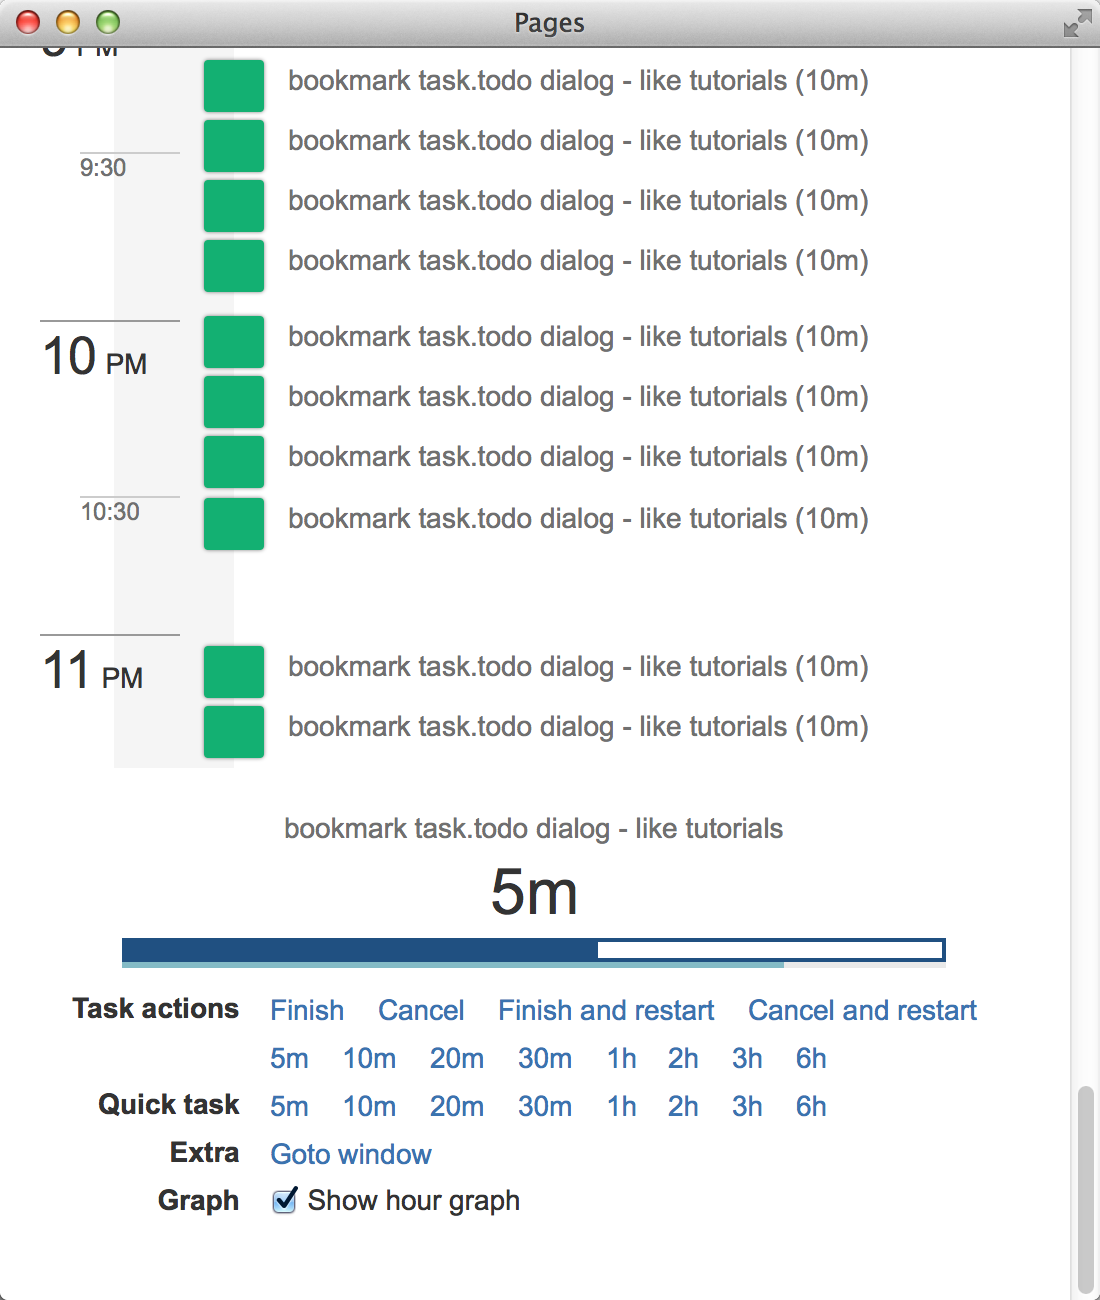 Pages
PM
bookmark task.todo dialog - like tutorials (10m)
bookmark task.todo dialog - like tutorials (10m)
9:30
bookmark task.todo dialog - like tutorials (10m)
bookmark task.todo dialog - like tutorials (10m)
10 PM
bookmark task.todo dialog - like tutorials (10m)
bookmark task.todo dialog - like tutorials (10m)
bookmark task.todo dialog - like tutorials (10m)
10:30
bookmark task.todo dialog - like tutorials (10m)
11 PM
bookmark task.todo dialog - like tutorials (10m)
bookmark task.todo dialog - like tutorials (10m)
bookmark task.todo dialog - like tutorials
5m
Task actions Finish Cancel Finish and restart Cancel and restart
5m 10m 20m 30m 1h 2h 3h 6h
Quick task 5m 10m 20m 30m 1h 2h 3h 6h
Extra Goto window
Graph Show hour graph